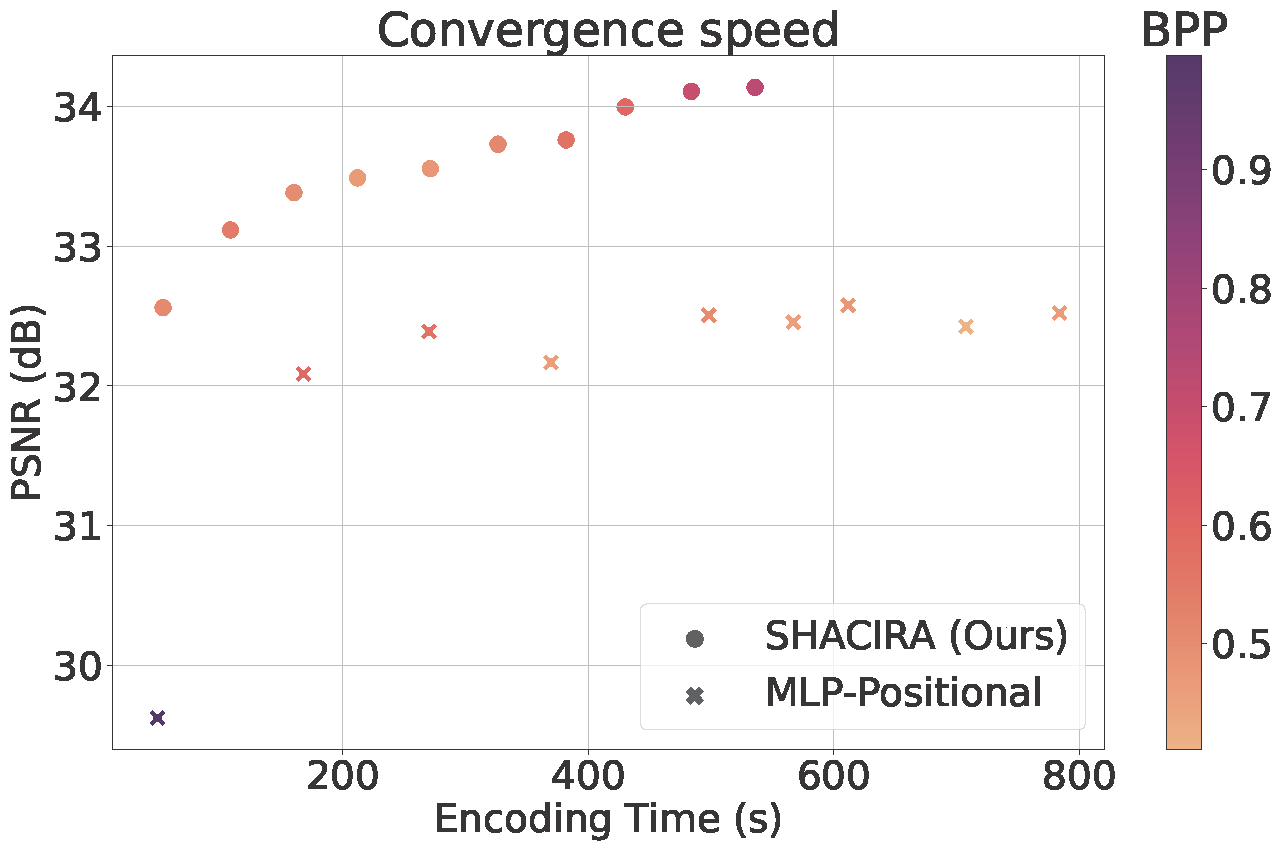 Convergence speed
BPP
34
33
32
31
30
PSNR (dB)
200
400
600
800
Encoding Time (s)
SHACIRA (Ours)
MLP-Positional
0.9
0.8
0.7
0.6
0.5